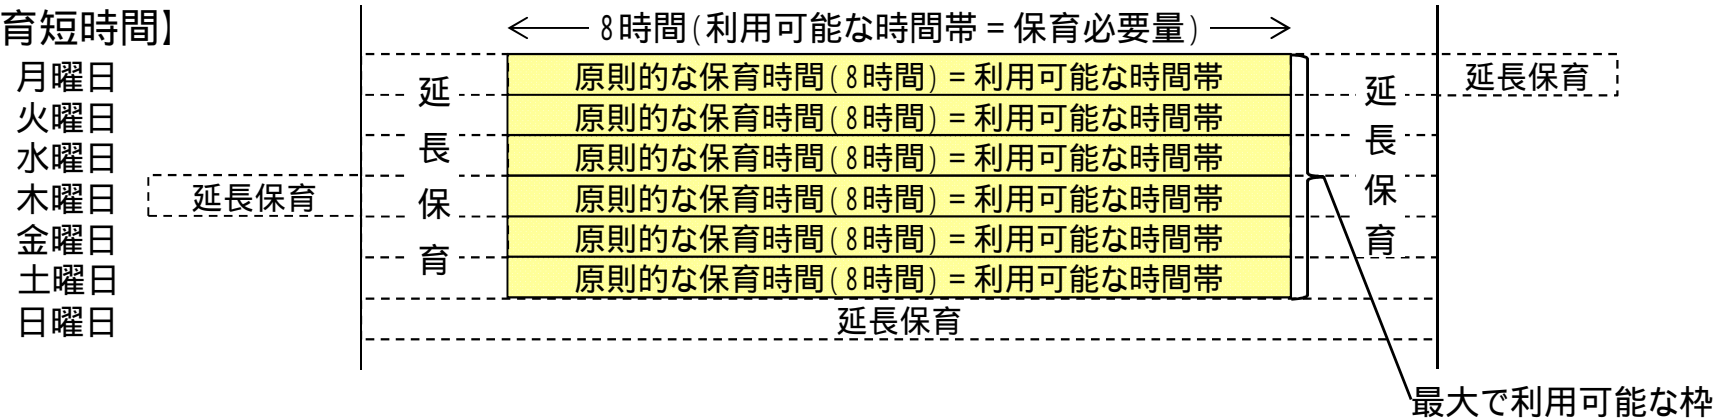 育短時間】
8時間(利用可能な時間帯=保育必要量)
月曜日
原則的な保育時間(8時間)=利用可能な時間帯
延長保育
火曜日
原則的な保育時間(8時間)=利用可能な時間帯
水曜日
原則的な保育時間(8時間)=利用可能な時間帯
木曜日
延長保育
原則的な保育時間(8時間)=利用可能な時間帯
金曜日
原則的な保育時間(8時間)=利用可能な時間帯
土曜日
原則的な保育時間(8時間)=利用可能な時間帯
延長保育
延長保育
日曜日
延長保育
最大で利用可能な枠